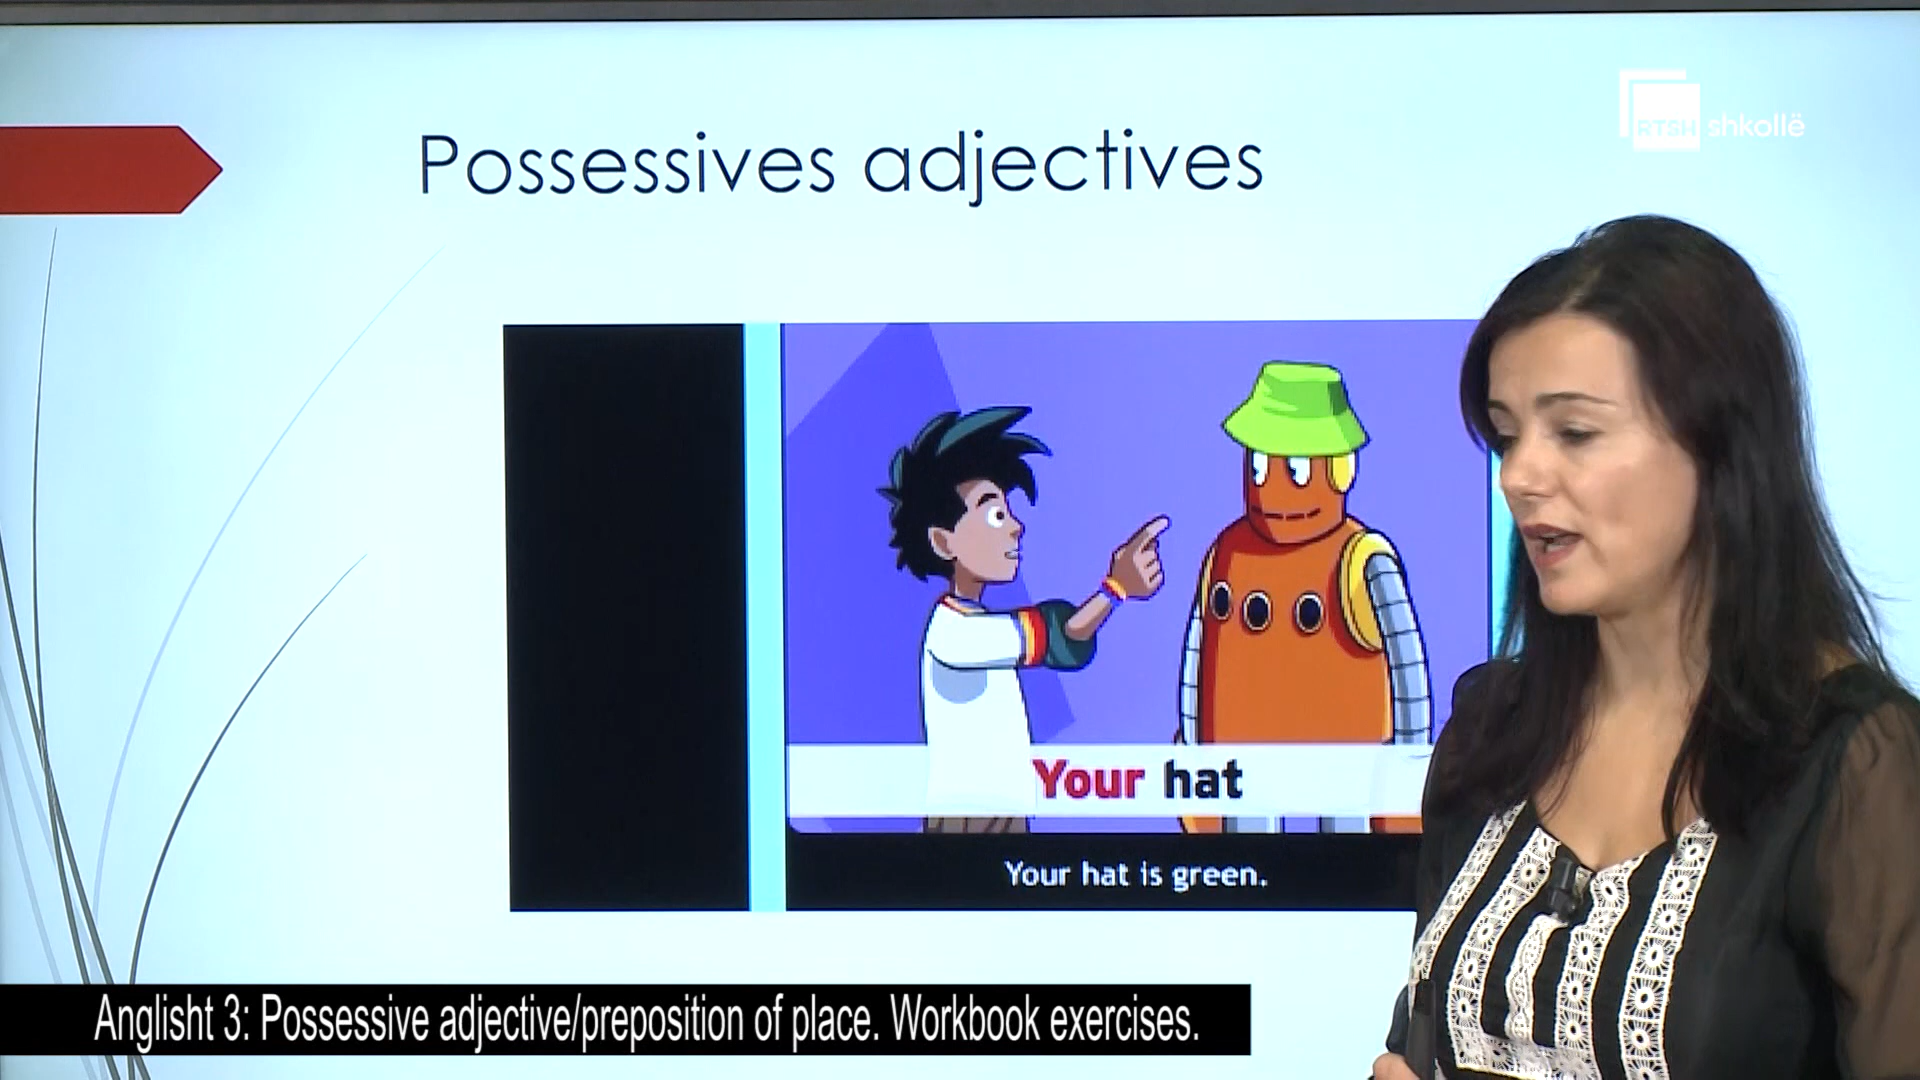 RTSH shkollë
Possessives adjectives
Your hat
Your hat is green.
Anglisht 3: Possessive adjective/preposition of place. Workbook exercises.